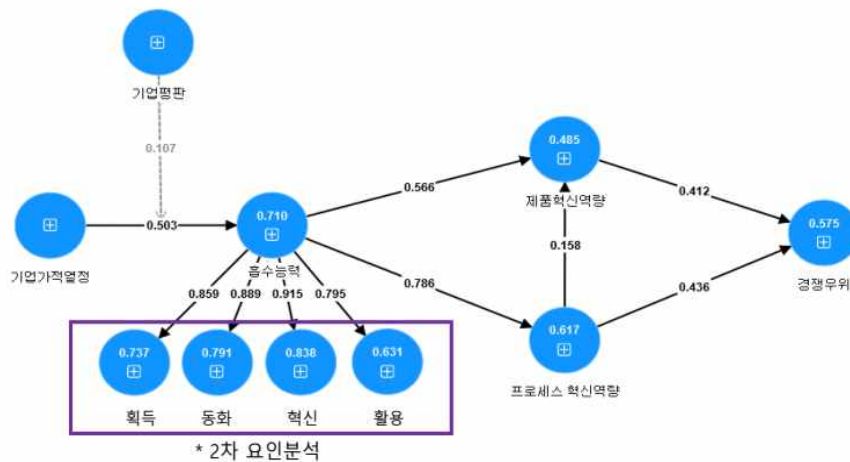 기업평판
0.107
기업가적열정
0.503
0.710
흡수능력
0.566
0.485
제품혁신역량
0.412
0.158
0.575
경쟁우위
0.786
0.436
0.617
프로세스 혁신역량
0.859
0.889
0.915
0.795
0.737
0.791
0.838
0.631
획득
동화
혁신
활용
* 2차 요인분석